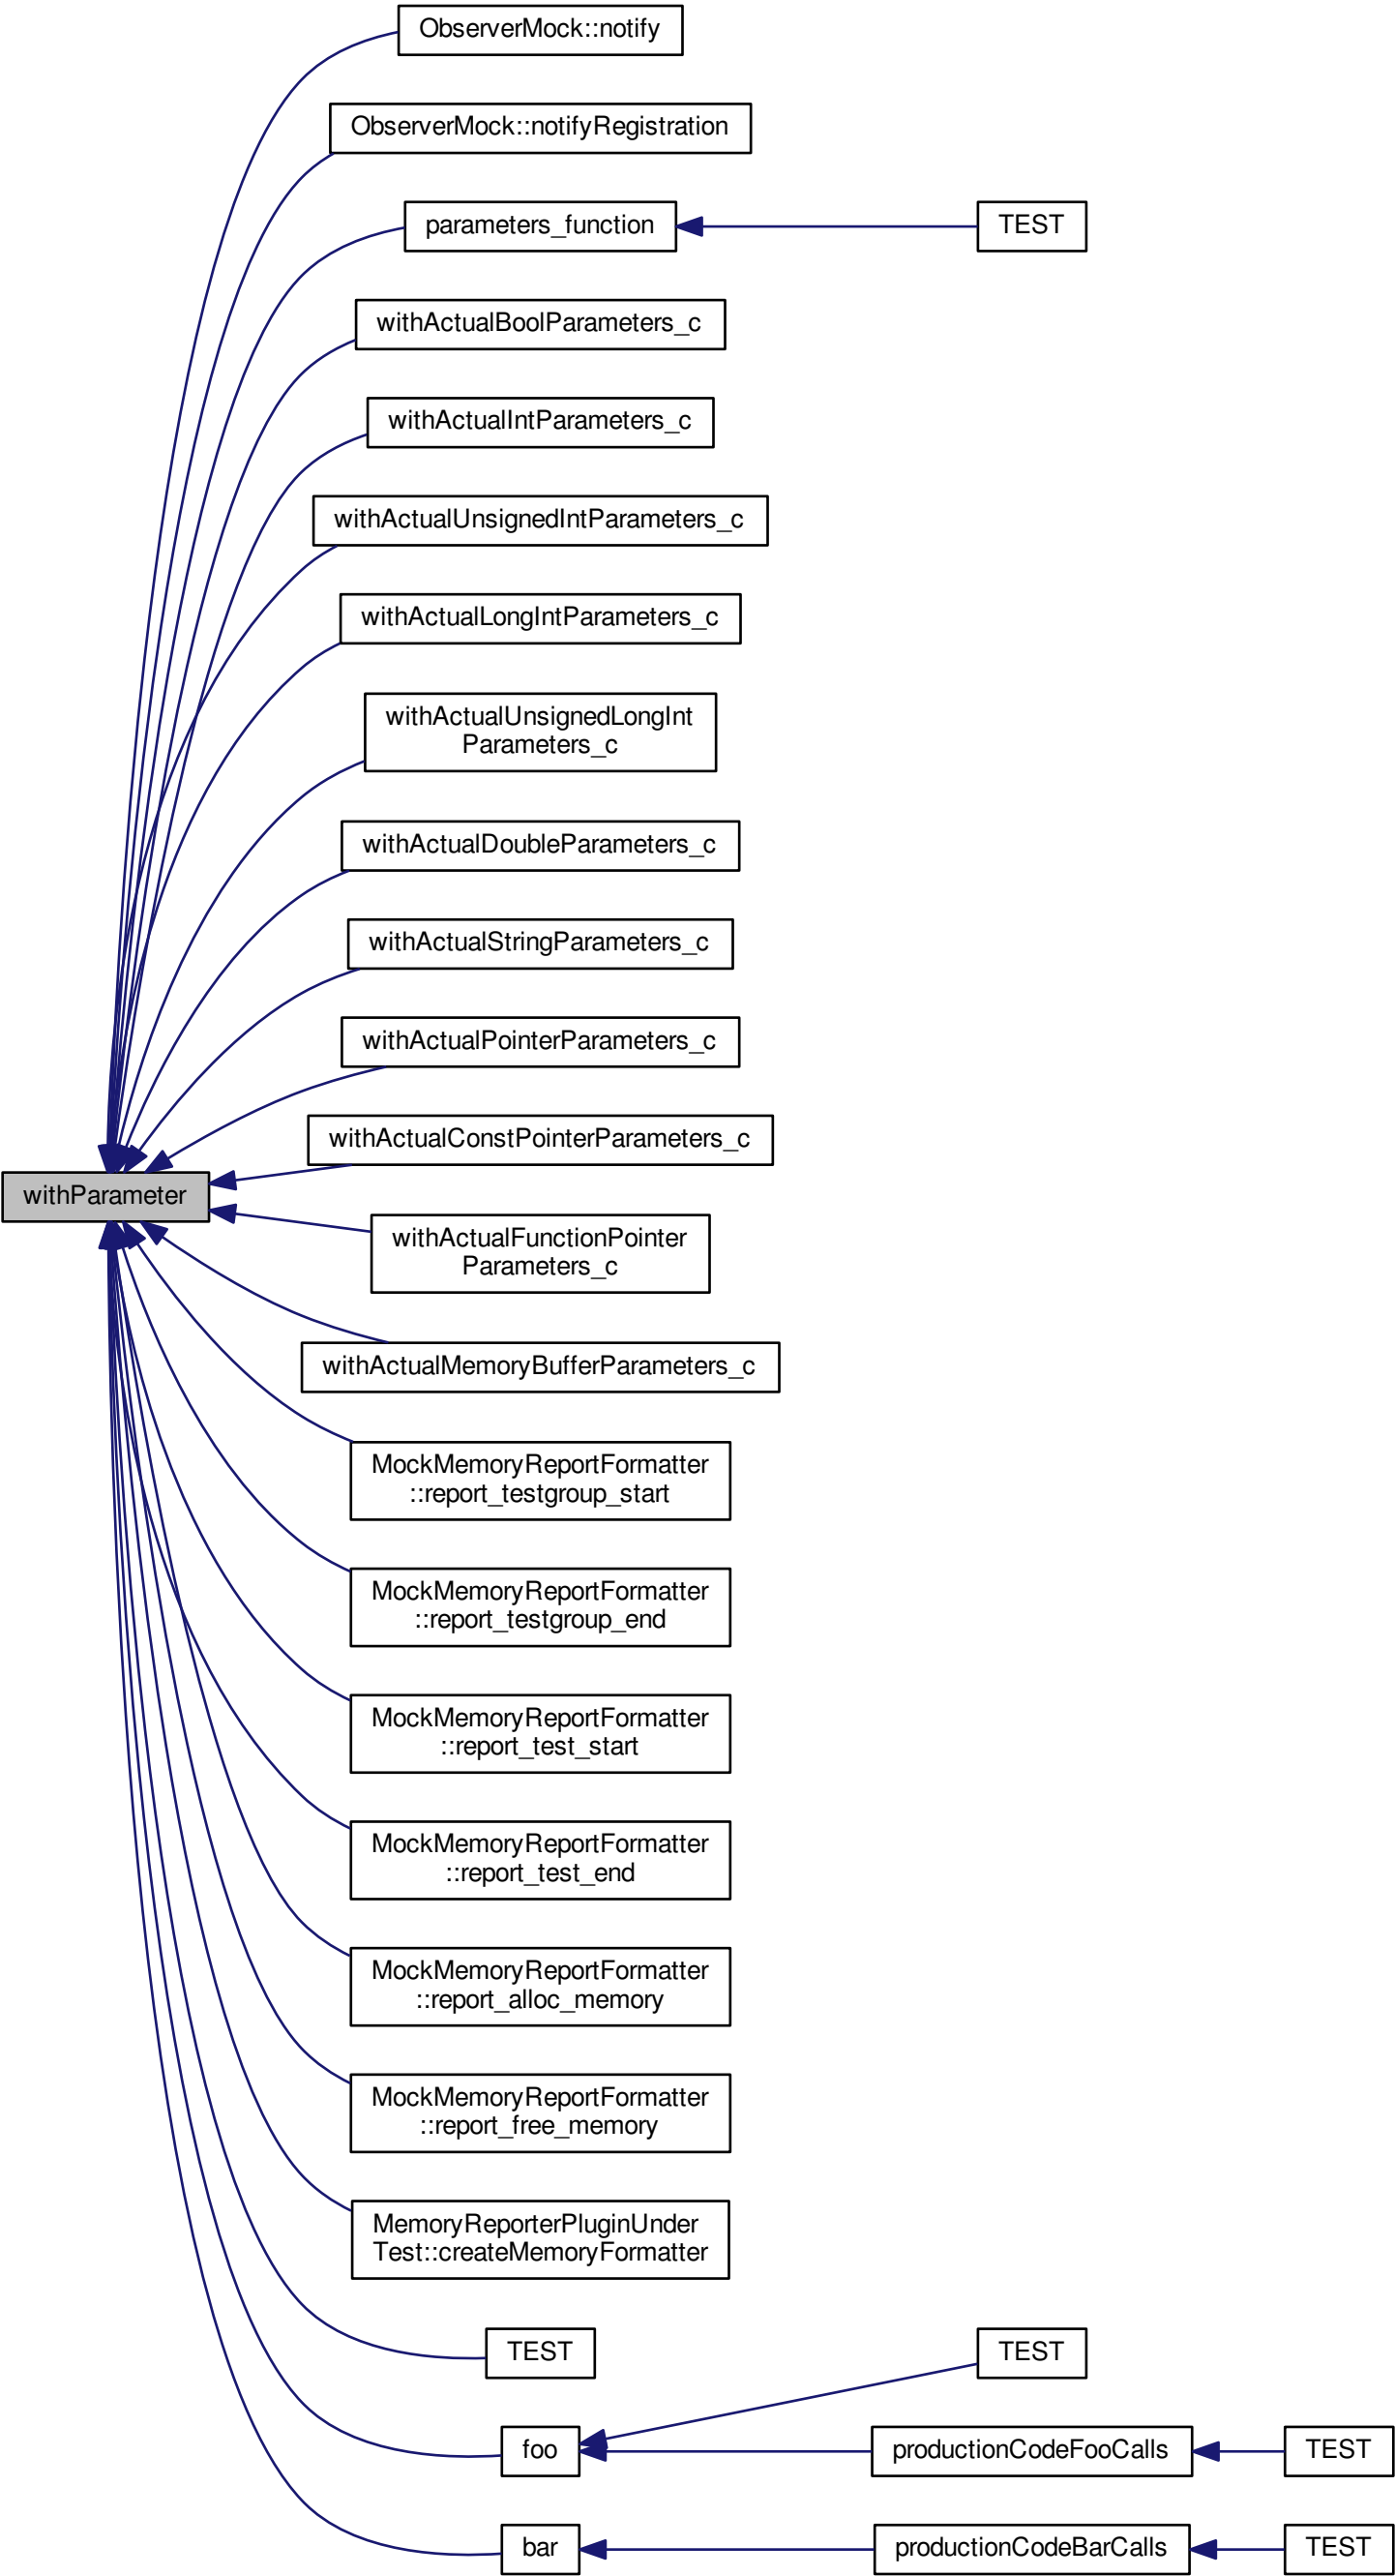 ObserverMock::notify
ObserverMock::notifyRegistration
parameters_function
TEST
withActualBoolParameters_c
withActualIntParameters_c
withActualUnsignedIntParameters_c
withActualLongIntParameters_c
withActualUnsignedLongInt
Parameters_c
withActualDoubleParameters_c
withActualStringParameters_c
withActualPointerParameters_c
withActualConstPointerParameters_c
withParameter
withActualFunctionPointer
Parameters_c
withActualMemoryBufferParameters_c
MockMemoryReportFormatter
::report_testgroup_start
MockMemoryReportFormatter
::report_testgroup_end
MockMemoryReportFormatter
::report_test_start
MockMemoryReportFormatter
::report_test_end
MockMemoryReportFormatter
::report_alloc_memory
MockMemoryReportFormatter
::report_free_memory
MemoryReporterPluginUnder
Test::createMemoryFormatter
TEST
TEST
foo
productionCodeFooCalls
TEST
bar
productionCodeBarCalls
TEST